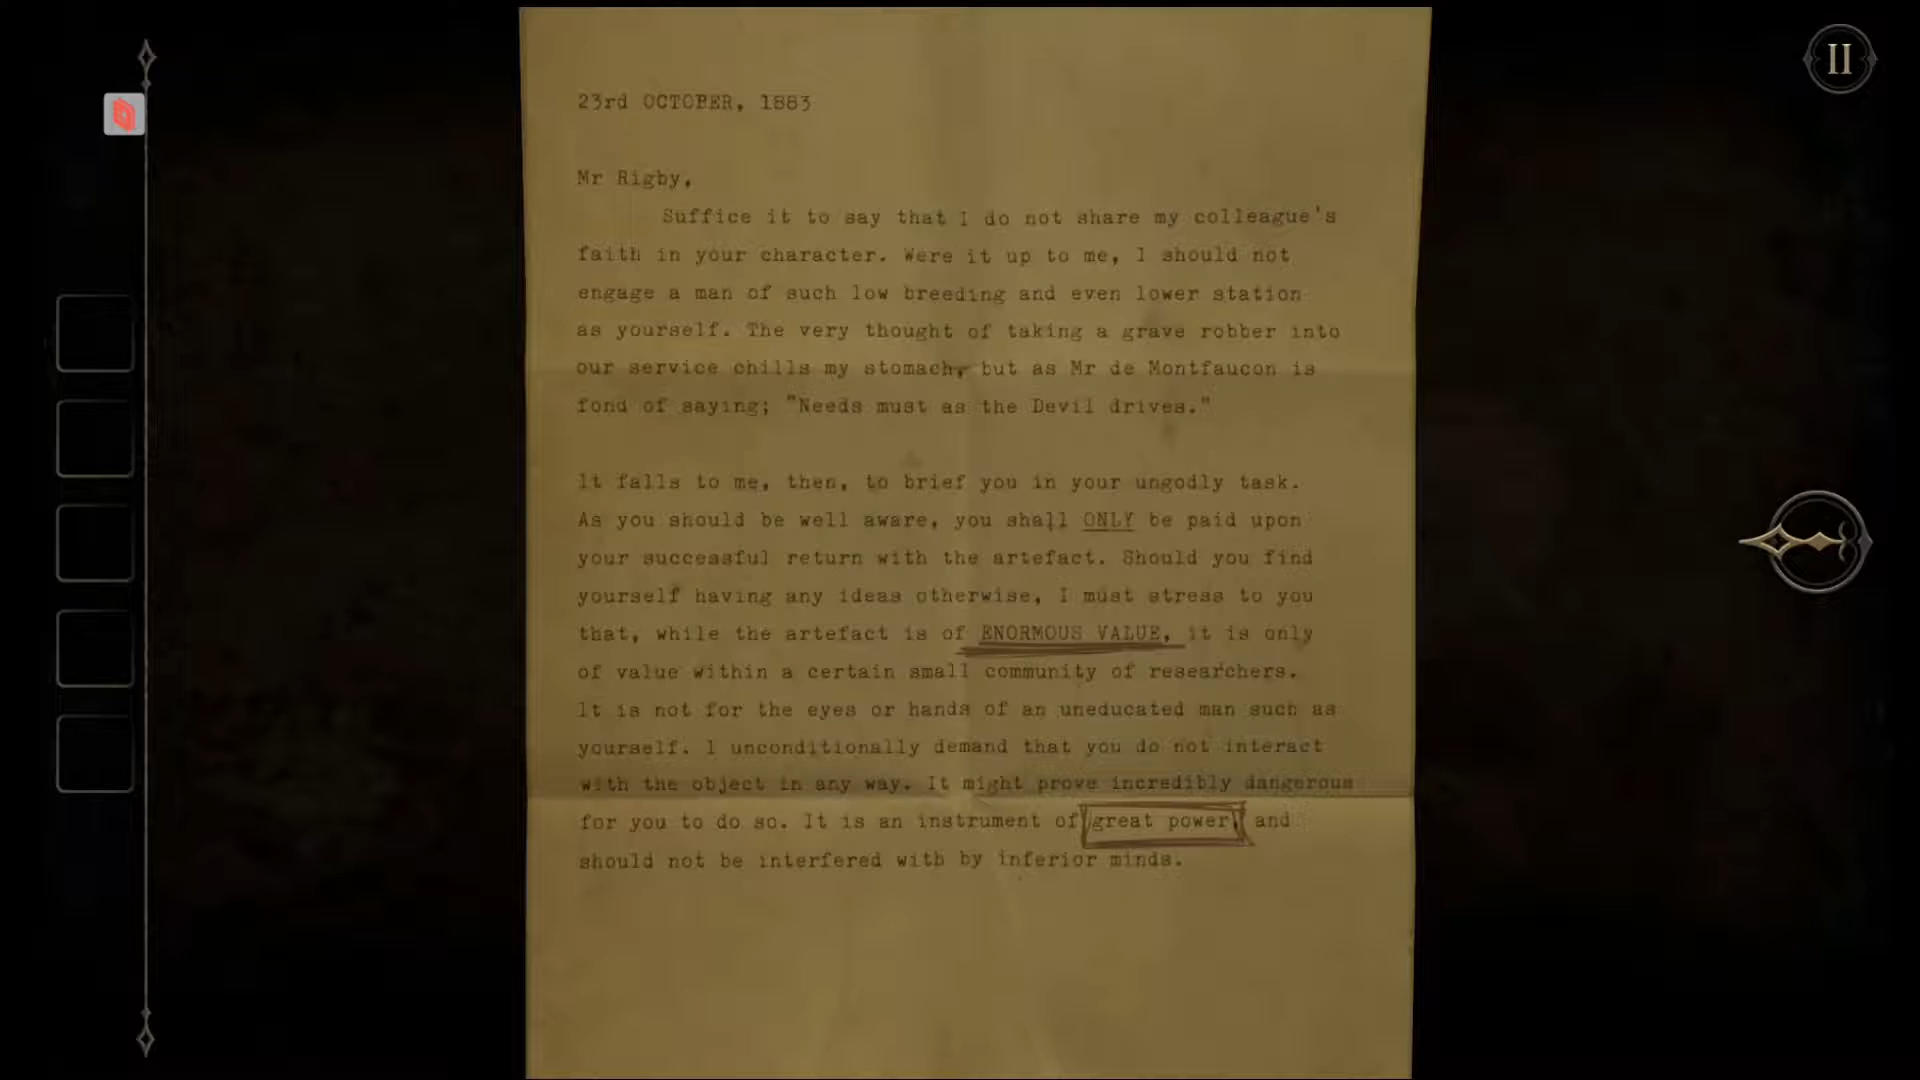 II
23rd OCTOBER, 1883
Mr Rigby,
Suffice it to say that I do not share my colleague's
faith in your character. Were it up to me, I should not
engage a man of such low breeding and even lower station
as yourself. The very thought of taking a grave robber into
our service chills my stomach, but as Mr de Montfaucon is
fond of saying; "Needs must as the Devil drives."
It falls to me, then, to brief you in your ungodly task.
As you should be well aware, you shall ONLY be paid upon
your successful return with the artefact. Should you find
yourself having any ideas otherwise, I must stress to you
that, while the artefact is of ENORMOUS VALUE, it is only
of value within a certain small community of researchers.
It is not for the eyes or hands of an uneducated man such as
yourself. I unconditionally demand that you do not interact
with the object in any way. It might prove incredibly dangerous
for you to do so. It is an instrument of great power, and
should not be interfered with by inferior minds.